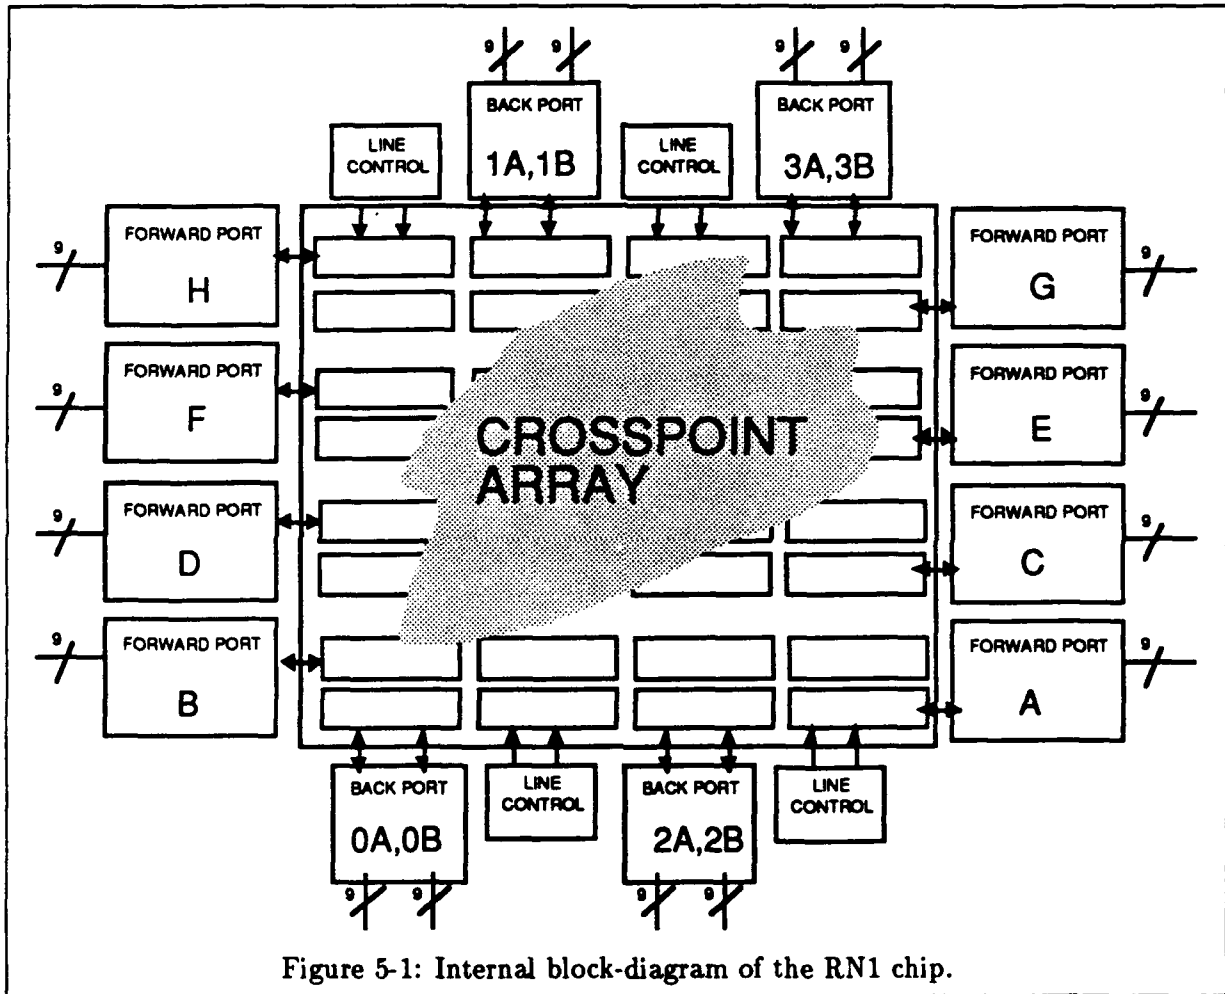 9 9 9 9
BACK PORT
1A,1B
BACK PORT
3A,3B
LINE
CONTROL
LINE
CONTROL
FORWARD PORT
H
9
FORWARD PORT
G
9
FORWARD PORT
F
9
FORWARD PORT
E
9
CROSSPOINT
ARRAY
FORWARD PORT
D
9
FORWARD PORT
C
9
FORWARD PORT
B
9
FORWARD PORT
A
9
BACK PORT
0A,0B
LINE
CONTROL
BACK PORT
2A,2B
LINE
CONTROL
9 9 9 9
Figure 5-1: Internal block-diagram of the RN1 chip.